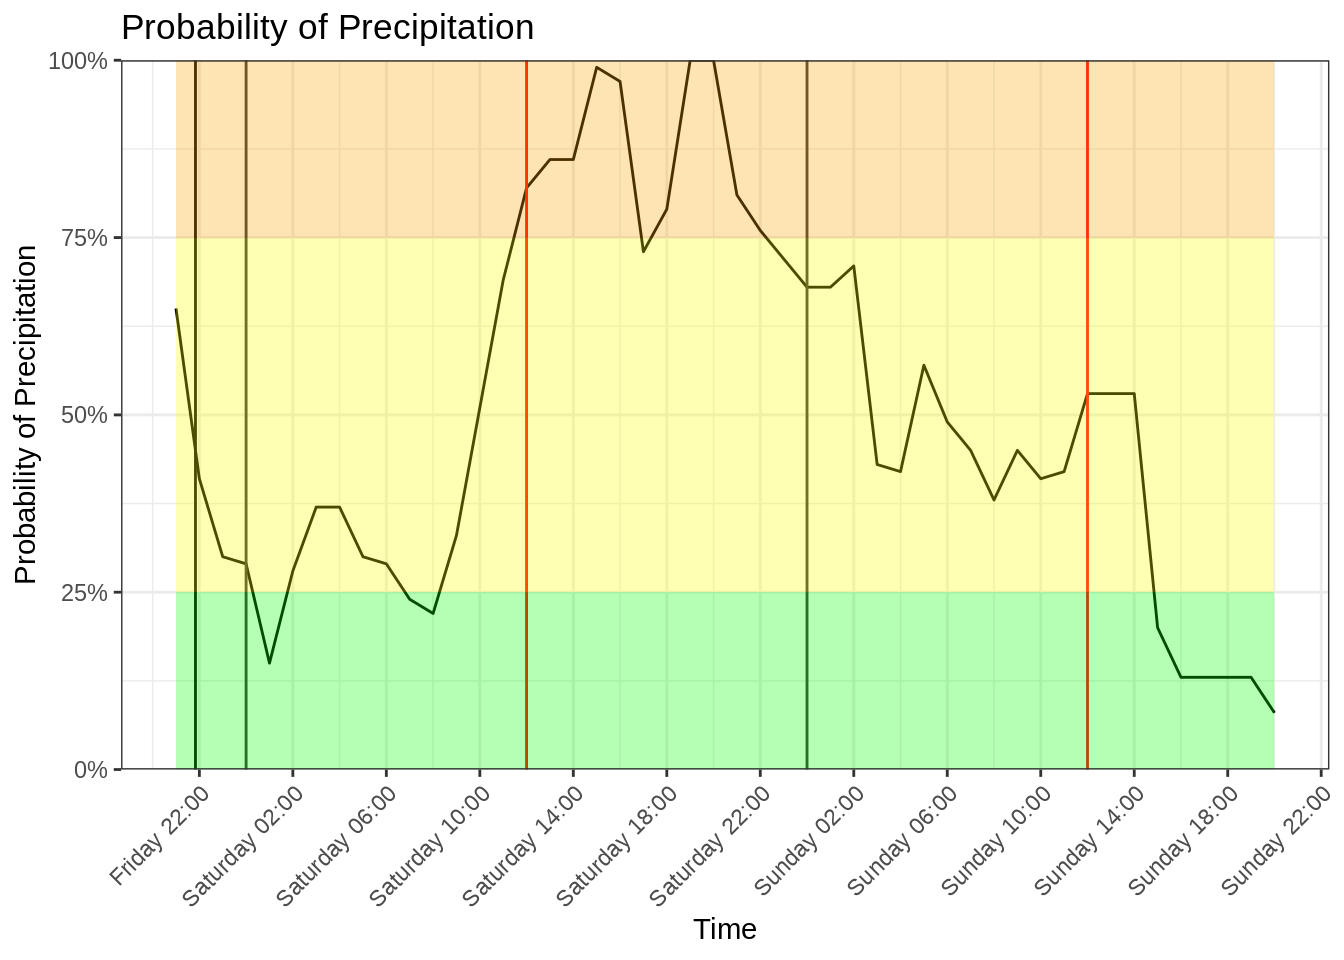 Probability of Precipitation
Probability of Precipitation
100%
75%
50%
25%
0%
Friday 22:00
Saturday 02:00
Saturday 06:00
Saturday 10:00
Saturday 14:00
Saturday 18:00
Saturday 22:00
Sunday 02:00
Sunday 06:00
Sunday 10:00
Sunday 14:00
Sunday 18:00
Sunday 22:00
Time